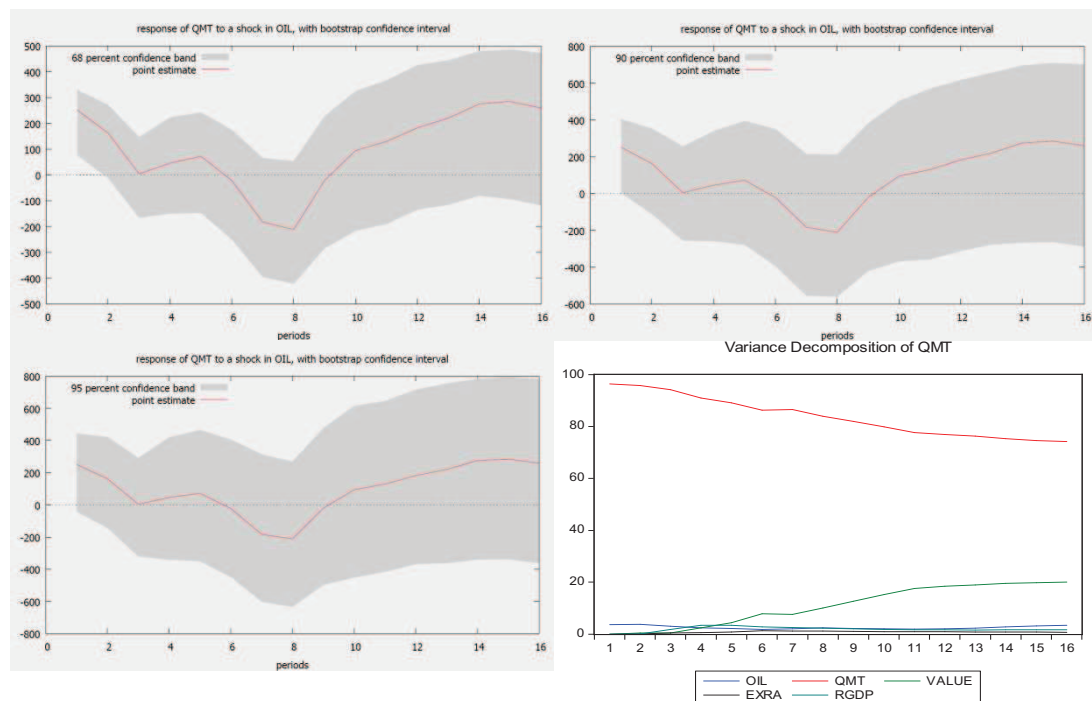 response of QMT to a shock in OIL, with bootstrap confidence interval
68 percent confidence band
point estimate
500
400
300
200
100
0
-100
-200
-300
-400
-500
0 2 4 6 8 10 12 14 16
periods
response of QMT to a shock in OIL, with bootstrap confidence interval
90 percent confidence band
point estimate
800
600
400
200
0
-200
-400
-600
0 2 4 6 8 10 12 14 16
periods
response of QMT to a shock in OIL, with bootstrap confidence interval
95 percent confidence band
point estimate
800
600
400
200
0
-200
-400
-600
-800
0 2 4 6 8 10 12 14 16
periods
Variance Decomposition of QMT
100
80
60
40
20
0
1 2 3 4 5 6 7 8 9 10 11 12 13 14 15 16
OIL QMT VALUE
EXRA RGDP